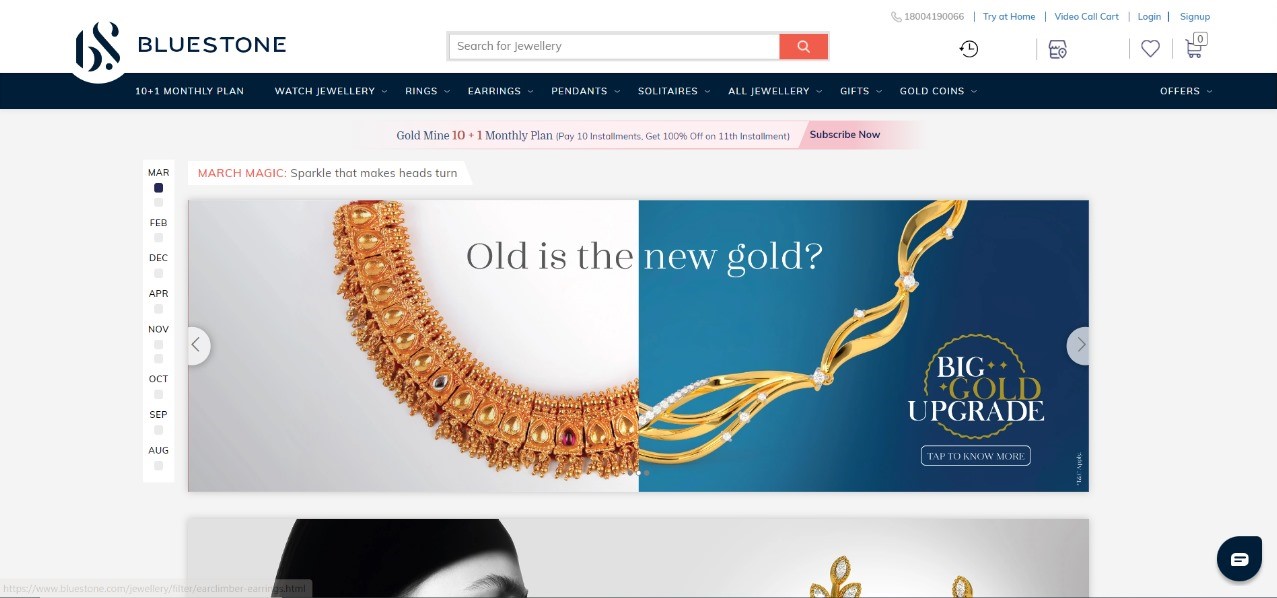 18004190066 | Try at Home | Video Call Cart | Login | Signup
BLUESTONE
Search for Jewellery
0
10+1 MONTHLY PLAN WATCH JEWELLERY RINGS EARRINGS PENDANTS SOLITAIRES ALL JEWELLERY GIFTS GOLD COINS OFFERS
Gold Mine 10 + 1 Monthly Plan (Pay 10 Installments, Get 100% Off on 11th Installment) Subscribe Now
MARCH MAGIC: Sparkle that makes heads turn
MAR
FEB
DEC
APR
NOV
OCT
SEP
AUG
Old is the new gold?
BIG
GOLD
UPGRADE
TAP TO KNOW MORE
*T&C Apply.
https://www.bluestone.com/jewellery/filter/earclimber-earrings.html